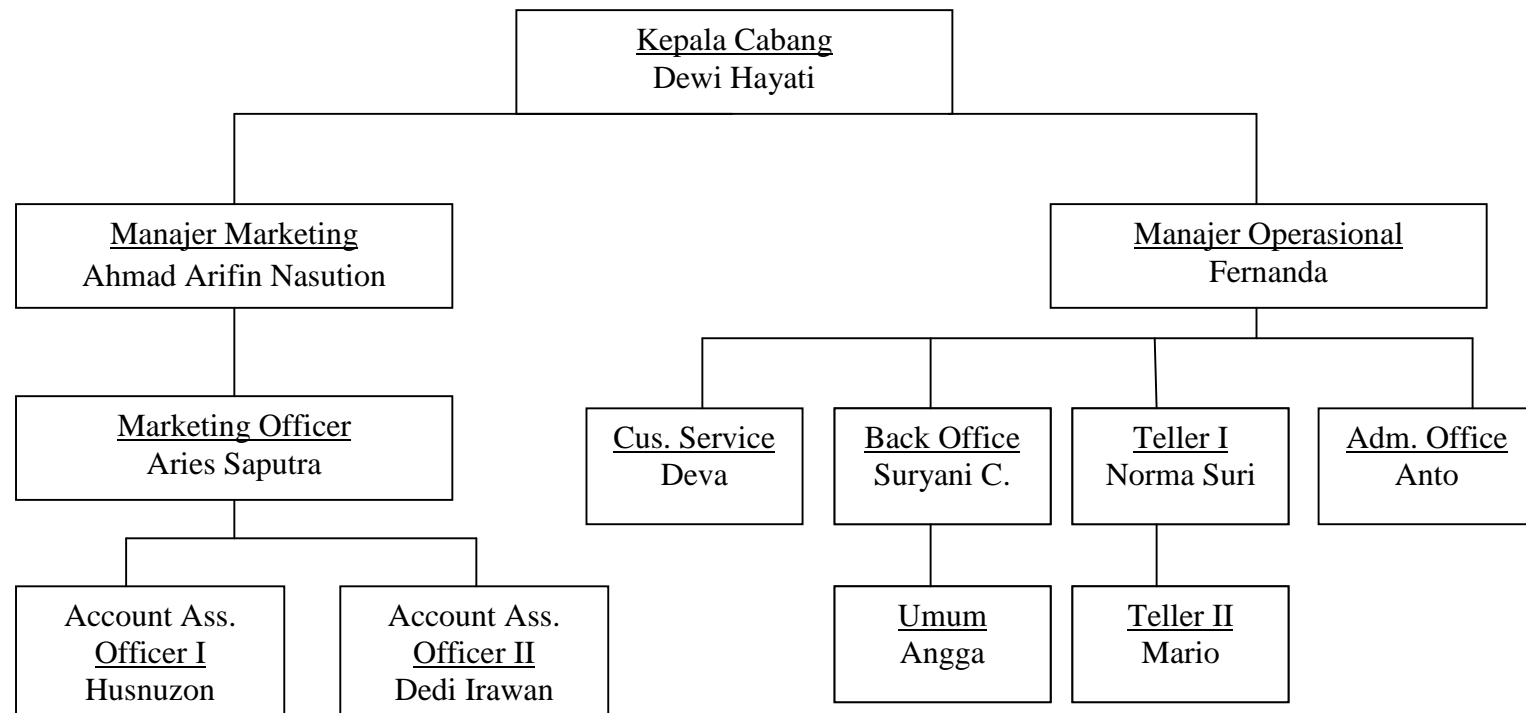 Kepala Cabang
Dewi Hayati
Manajer Marketing
Ahmad Arifin Nasution
Manajer Operasional
Fernanda
Marketing Officer
Aries Saputra
Cus. Service
Deva
Back Office
Suryani C.
Teller I
Norma Suri
Adm. Office
Anto
Account Ass.
Officer I
Husnuzon
Account Ass.
Officer II
Dedi Irawan
Umum
Angga
Teller II
Mario